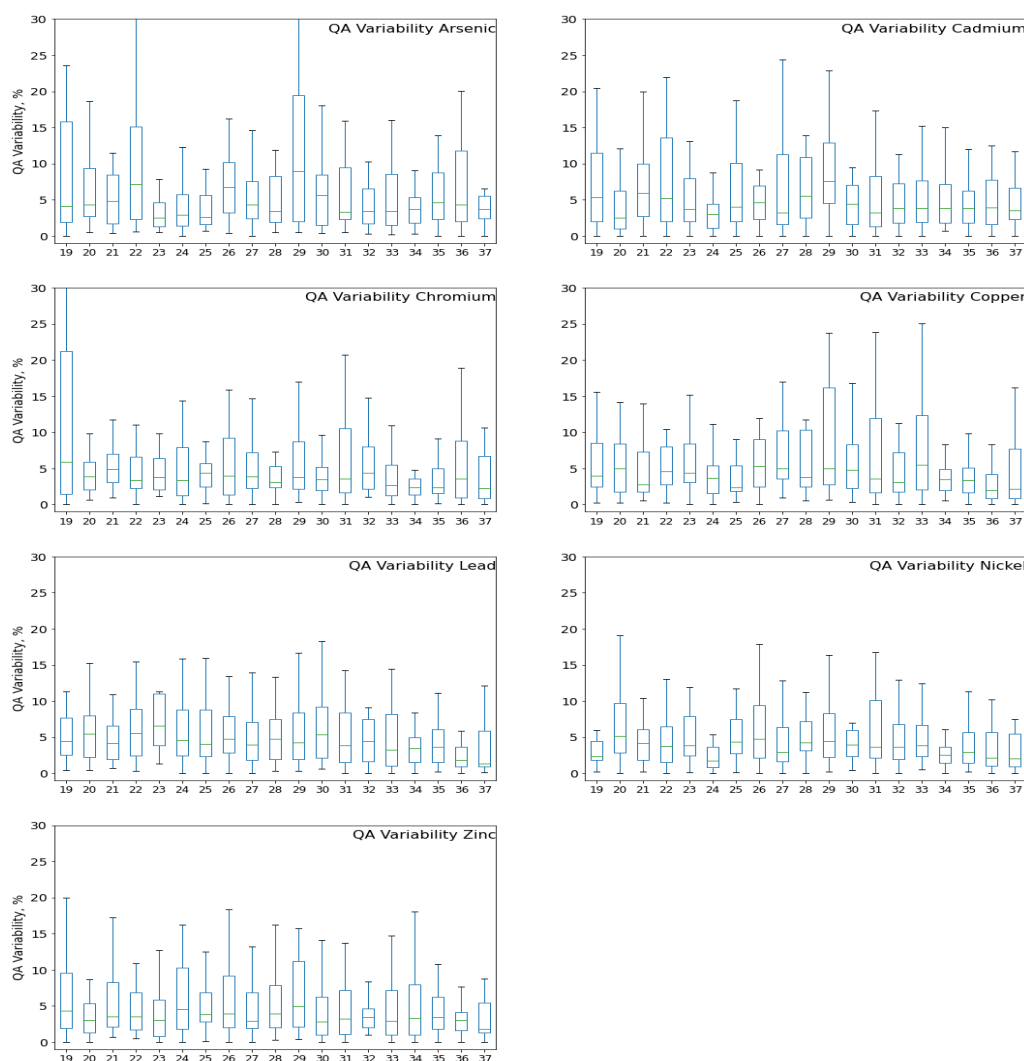 QA Variability Arsenic
QA Variability, %
30
25
20
15
10
5
0
19 20 21 22 23 24 25 26 27 28 29 30 31 32 33 34 35 36 37
QA Variability Cadmium
30
25
20
15
10
5
0
19 20 21 22 23 24 25 26 27 28 29 30 31 32 33 34 35 36 37
QA Variability Chromium
QA Variability, %
30
25
20
15
10
5
0
19 20 21 22 23 24 25 26 27 28 29 30 31 32 33 34 35 36 37
QA Variability Copper
30
25
20
15
10
5
0
19 20 21 22 23 24 25 26 27 28 29 30 31 32 33 34 35 36 37
QA Variability Lead
QA Variability, %
30
25
20
15
10
5
0
19 20 21 22 23 24 25 26 27 28 29 30 31 32 33 34 35 36 37
QA Variability Nickel
30
25
20
15
10
5
0
19 20 21 22 23 24 25 26 27 28 29 30 31 32 33 34 35 36 37
QA Variability Zinc
QA Variability, %
30
25
20
15
10
5
0
19 20 21 22 23 24 25 26 27 28 29 30 31 32 33 34 35 36 37